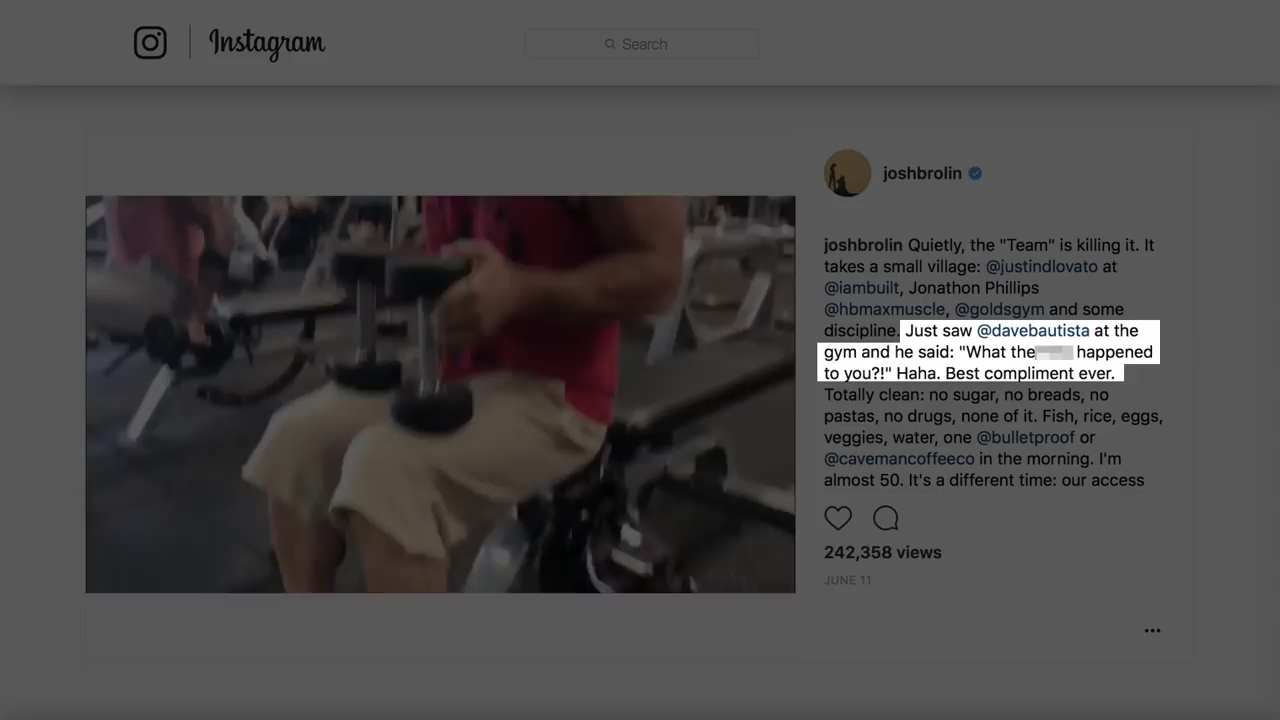 Instagram
Search
joshbrolin
joshbrolin Quietly, the "Team" is killing it. It
takes a small village: @justindlovato at
@iambuilt, Jonathon Phillips
@hbmaxmuscle, @goldsgym and some
discipline. Just saw @davebautista at the
gym and he said: "What the happened
to you?!" Haha. Best compliment ever.
Totally clean: no sugar, no breads, no
pastas, no drugs, none of it. Fish, rice, eggs,
veggies, water, one @bulletproof or
@cavemancoffeeco in the morning. I'm
almost 50. It's a different time: our access
242,358 views
JUNE 11